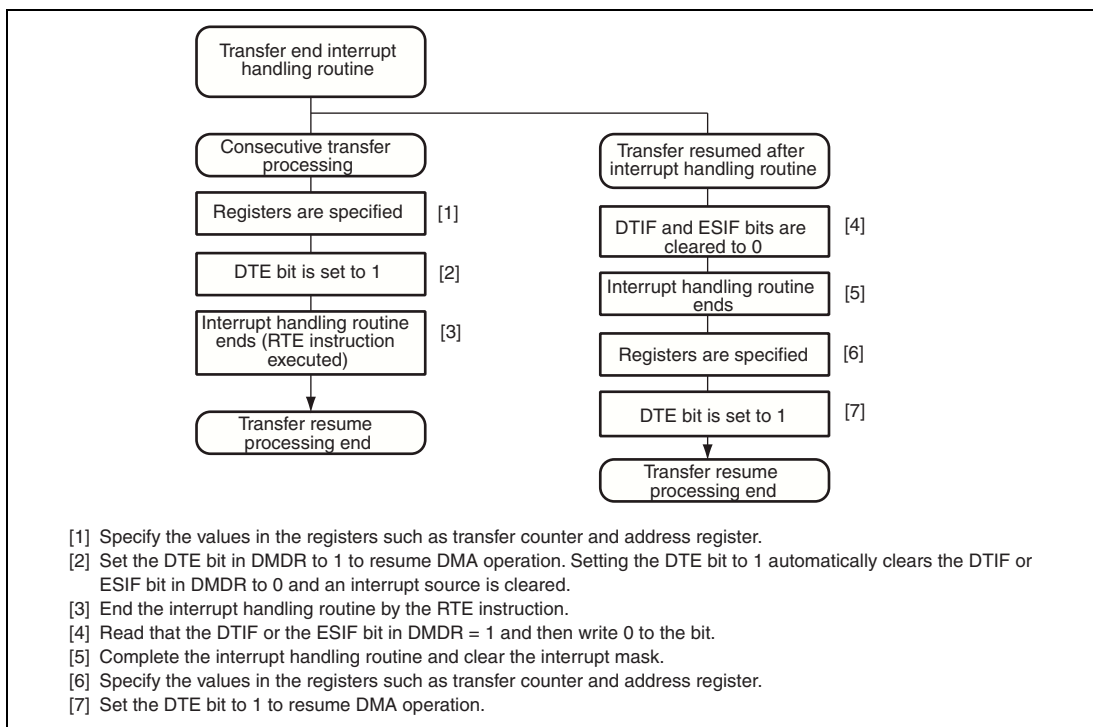 Transfer end interrupt
handling routine
Consecutive transfer
processing
Registers are specified
[1]
DTE bit is set to 1
[2]
Interrupt handling routine
ends (RTE instruction
executed)
[3]
Transfer resume
processing end
Transfer resumed after
interrupt handling routine
DTIF and ESIF bits are
cleared to 0
[4]
Interrupt handling routine
ends
[5]
Registers are specified
[6]
DTE bit is set to 1
[7]
Transfer resume
processing end
[1] Specify the values in the registers such as transfer counter and address register.
[2] Set the DTE bit in DMDR to 1 to resume DMA operation. Setting the DTE bit to 1 automatically clears the DTIF or
ESIF bit in DMDR to 0 and an interrupt source is cleared.
[3] End the interrupt handling routine by the RTE instruction.
[4] Read that the DTIF or the ESIF bit in DMDR = 1 and then write 0 to the bit.
[5] Complete the interrupt handling routine and clear the interrupt mask.
[6] Specify the values in the registers such as transfer counter and address register.
[7] Set the DTE bit to 1 to resume DMA operation.